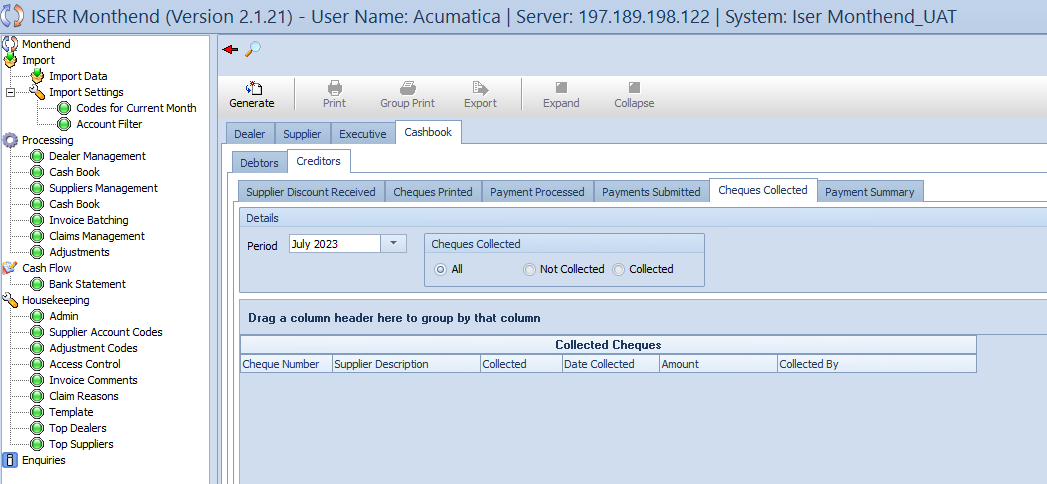 ISER Monthend (Version 2.1.21) - User Name: Acumatica | Server: 197.189.198.122 | System: Iser Monthend_UAT
Monthend
Import
Import Data
Import Settings
Codes for Current Month
Account Filter
Processing
Dealer Management
Cash Book
Suppliers Management
Cash Book
Invoice Batching
Claims Management
Adjustments
Cash Flow
Bank Statement
Housekeeping
Admin
Supplier Account Codes
Adjustment Codes
Access Control
Invoice Comments
Claim Reasons
Template
Top Dealers
Top Suppliers
Enquiries
Generate Print Group Print Export Expand Collapse
Dealer Supplier Executive Cashbook
Debtors Creditors
Supplier Discount Received Cheques Printed Payment Processed Payments Submitted Cheques Collected Payment Summary
Details
Period July 2023
Cheques Collected
All Not Collected Collected
Drag a column header here to group by that column
Collected Cheques
Cheque Number Supplier Description Collected Date Collected Amount Collected By